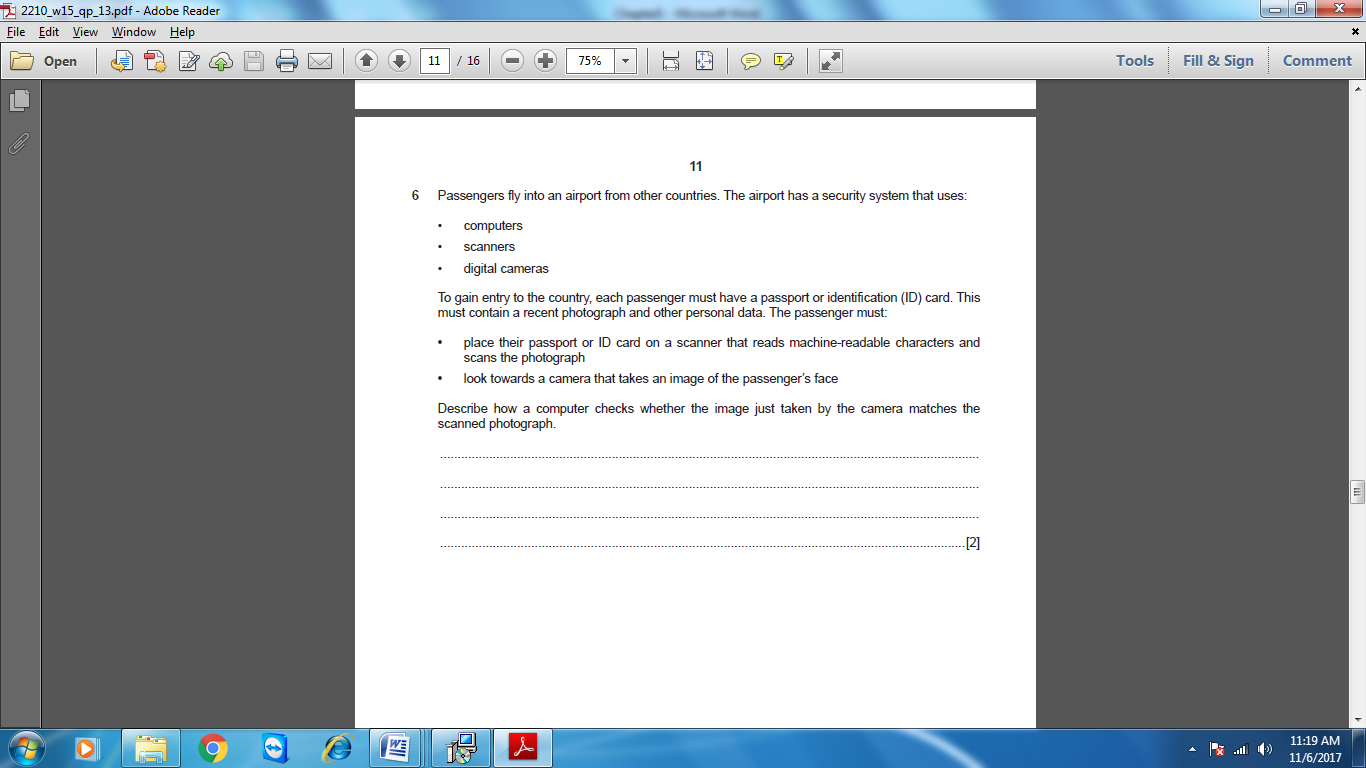 2210_w15_qp_13.pdf - Adobe Reader
File Edit View Window Help
Open 11 / 16 75% Tools Fill & Sign Comment
11
6 Passengers fly into an airport from other countries. The airport has a security system that uses:
• computers
• scanners
• digital cameras
To gain entry to the country, each passenger must have a passport or identification (ID) card. This
must contain a recent photograph and other personal data. The passenger must:
• place their passport or ID card on a scanner that reads machine-readable characters and
scans the photograph
• look towards a camera that takes an image of the passenger's face
Describe how a computer checks whether the image just taken by the camera matches the
scanned photograph.
[2]
11:19 AM
11/6/2017